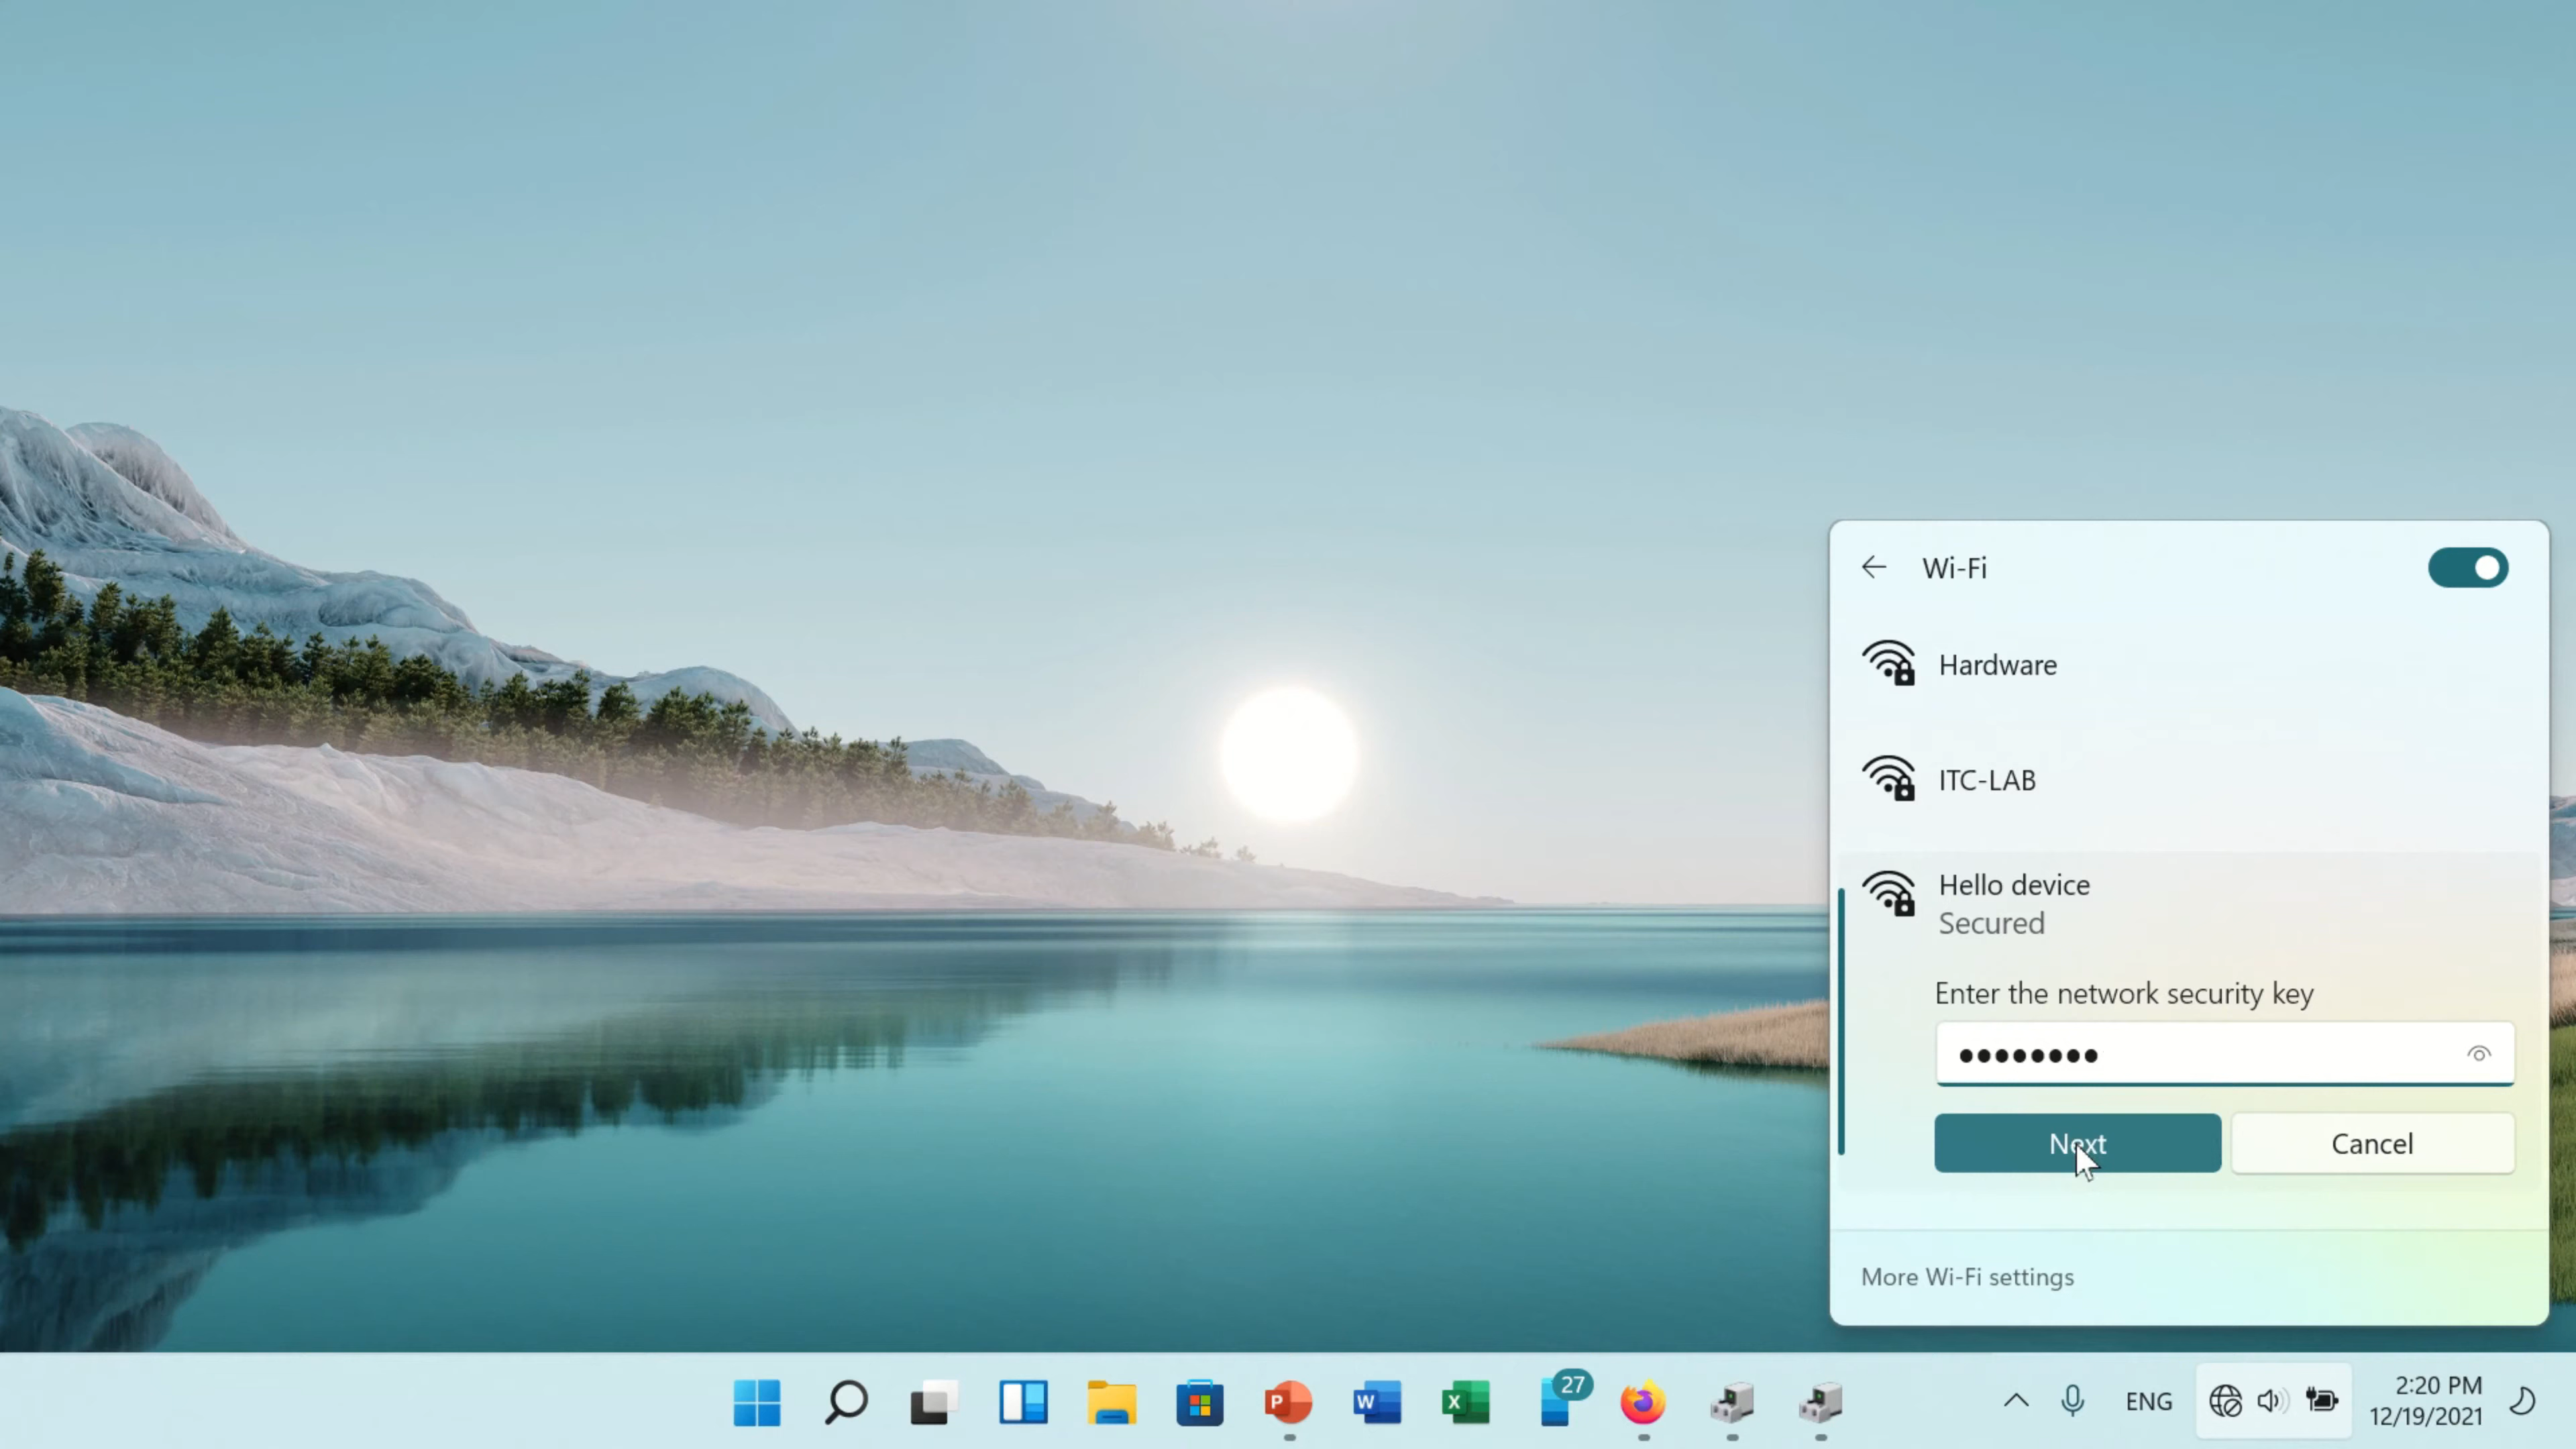 Wi-Fi
Hardware
ITC-LAB
Hello device
Secured
Enter the network security key
Next
Cancel
More Wi-Fi settings
P
W
X
27
ENG
2:20 PM
12/19/2021